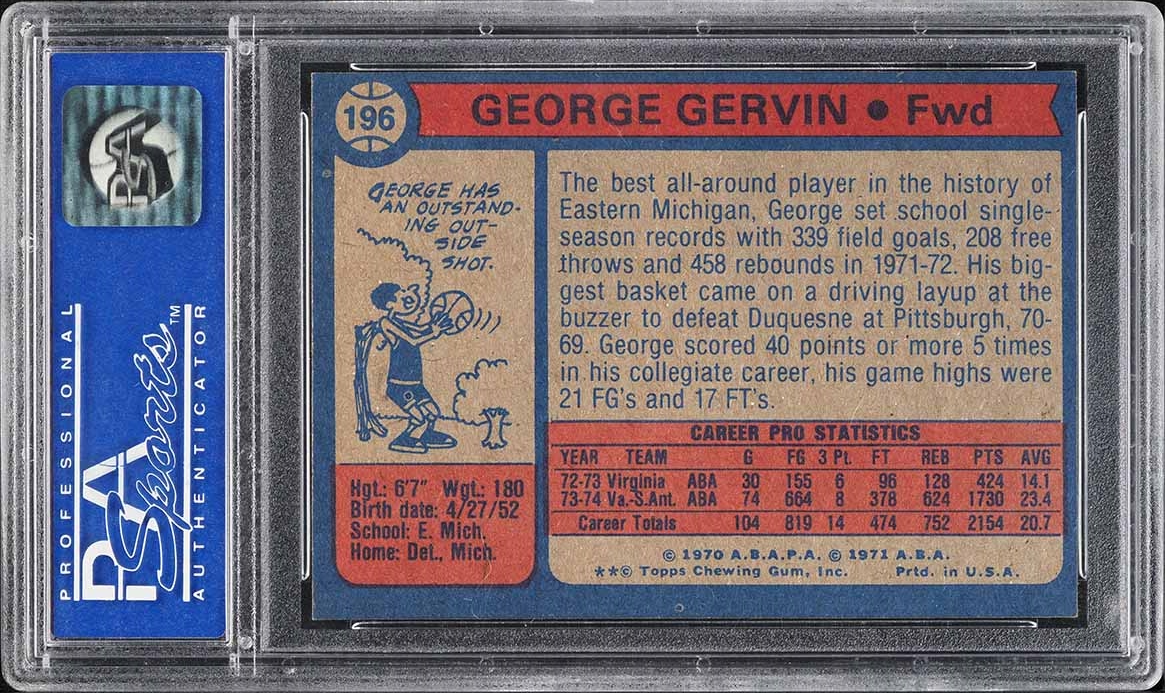 PSA
PROFESSIONAL
PSA
Sports™
AUTHENTICATOR
196
GEORGE GERVIN ● Fwd
GEORGE HAS
AN OUTSTAND-
ING OUT-
SIDE
SHOT.
Hgt.: 6'7" Wgt.: 180
Birth date: 4/27/52
School: E. Mich.
Home: Det., Mich.
The best all-around player in the history of
Eastern Michigan, George set school single-
season records with 339 field goals, 208 free
throws and 458 rebounds in 1971-72. His big-
gest basket came on a driving layup at the
buzzer to defeat Duquesne at Pittsburgh, 70-
69. George scored 40 points or more 5 times
in his collegiate career, his game highs were
21 FG's and 17 FT's.
CAREER PRO STATISTICS
YEAR TEAM G FG 3 Pt. FT REB PTS AVG
72-73 Virginia ABA 30 155 6 96 128 424 14.1
73-74 Va.-S.Ant. ABA 74 664 8 378 624 1730 23.4
Career Totals 104 819 14 474 752 2154 20.7
© 1970 A.B.A.P.A. © 1971 A.B.A.
**© Topps Chewing Gum, Inc. Prtd. in U.S.A.